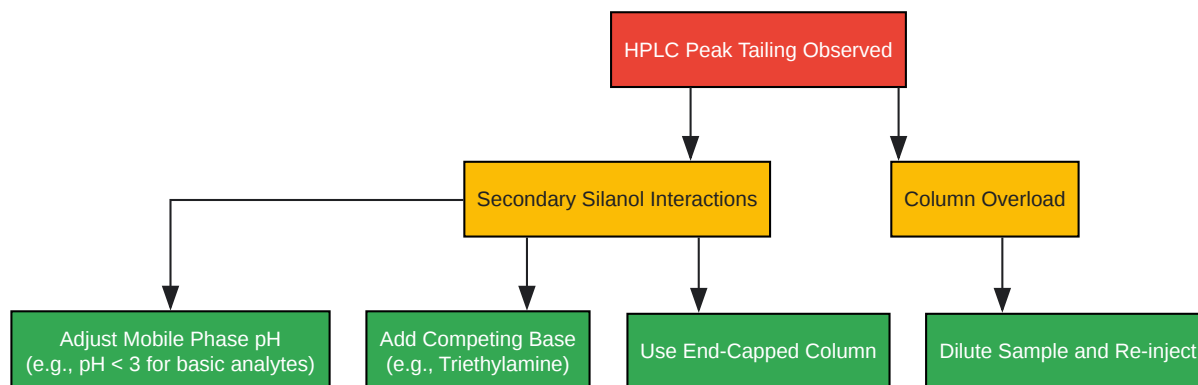 HPLC Peak Tailing Observed
Secondary Silanol Interactions
Column Overload
Adjust Mobile Phase pH
(e.g., pH < 3 for basic analytes)
Add Competing Base
(e.g., Triethylamine)
Use End-Capped Column
Dilute Sample and Re-inject